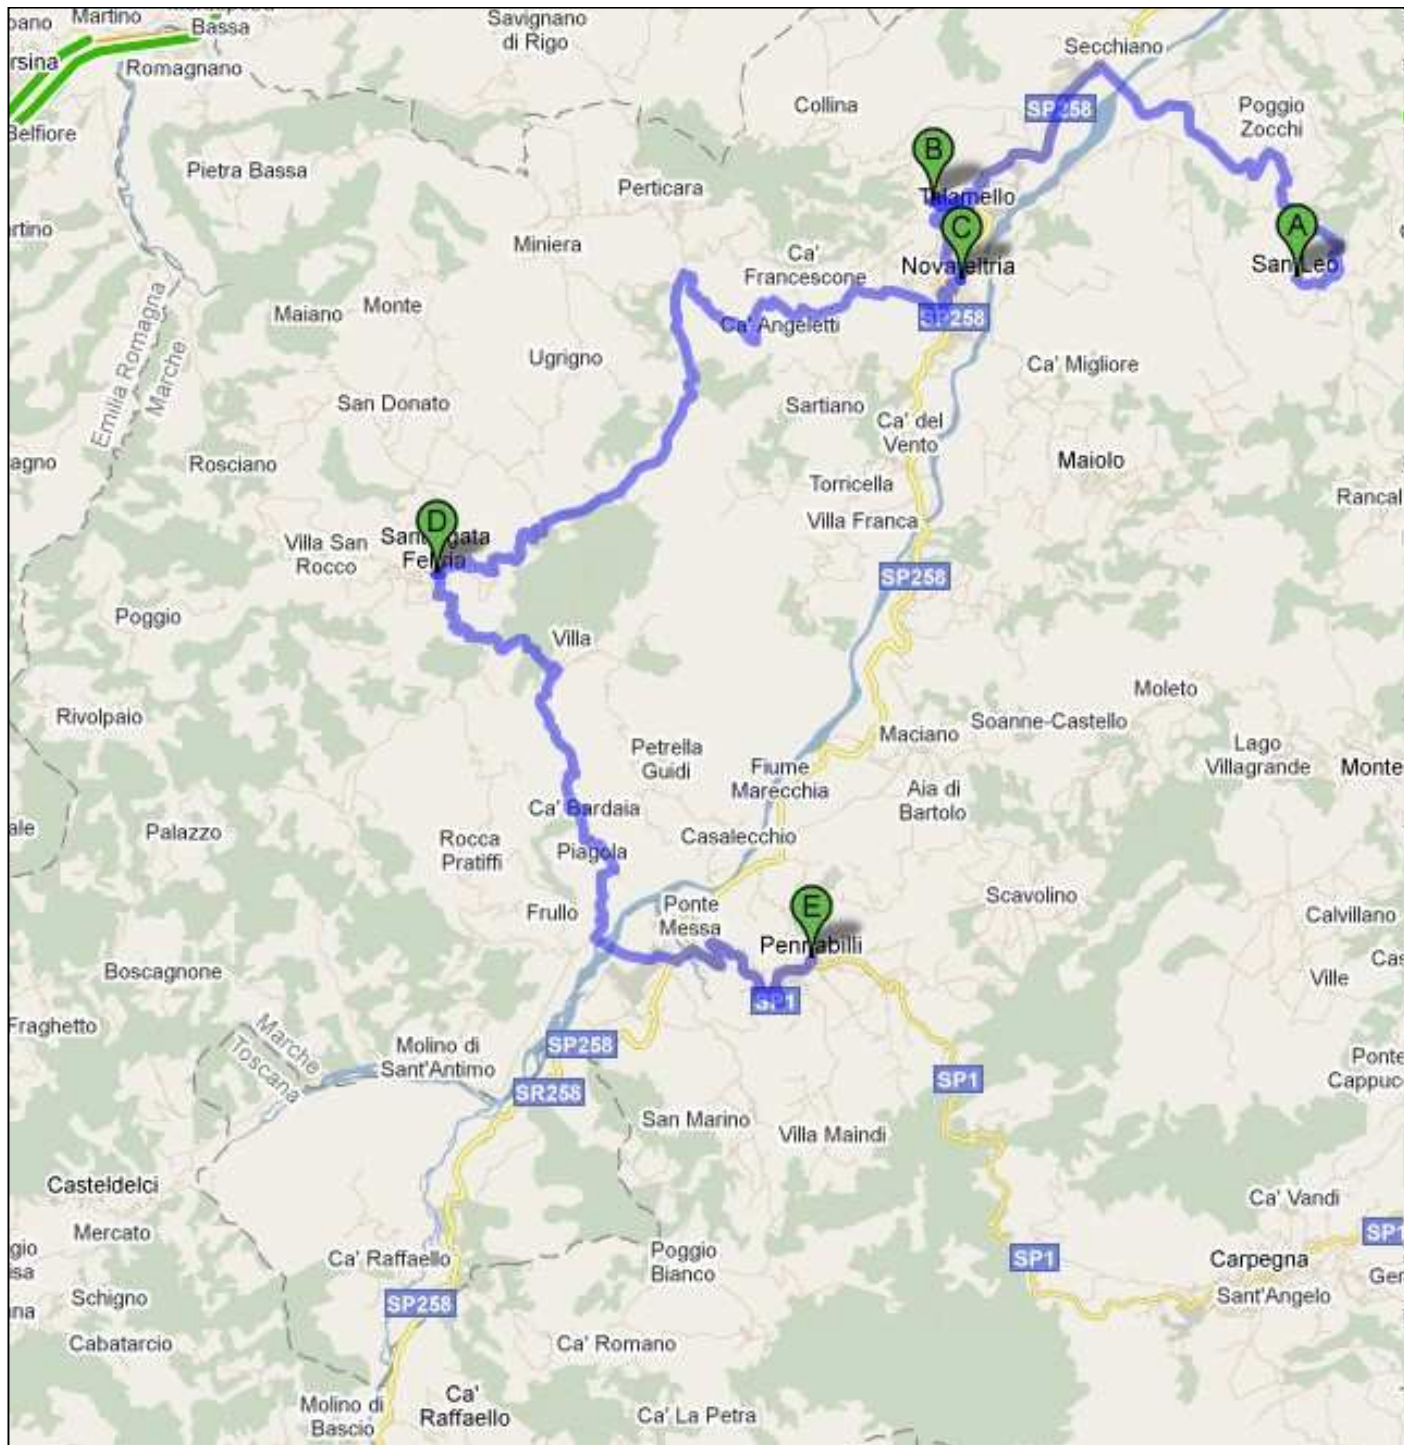 Martino
Bassa
Romagnano
Belfiore
Savignano
di Rigo
Secchiano
Collina
SP258
Poggio
Zocchi
Pietra Bassa
Perticara
B
Talamello
C
A
Miniera
Ca'
Francescone
Novafeltria
San Leo
Maiano
Monte
Ca' Angeletti
SP258
Emilia Romagna
Marche
Ugrigno
Ca' Migliore
San Donato
Sartiano
Ca' del
Vento
Rosciano
Maiolo
Torricella
Villa Franca
D
Villa San
Rocco
SP258
Poggio
Villa
Rivolpaio
Moleto
Soanne-Castello
Maciano
Petrella
Guidi
Fiume
Marecchia
Lago
Villagrande
Monte
Aia di
Bartolo
Palazzo
Ca' Bardaia
Rocca
Pratiffi
Piagola
Casalecchio
Scavolino
Frullo
Ponte
Messa
E
Pennabilli
Calvillano
Boscagnone
Ville
SP1
Fraghetto
Marche
Toscana
Molino di
Sant'Antimo
SP258
SR258
SP1
Ponte
San Marino
Villa Maindi
Casteldelci
Ca' Vandi
Mercato
Ca' Raffaello
Poggio
Bianco
SP1
Carpegna
SP1
Schigno
SP258
Sant'Angelo
Cabatarcio
Ca' Romano
Molino di
Bascio
Ca'
Raffaello
Ca' La Petra